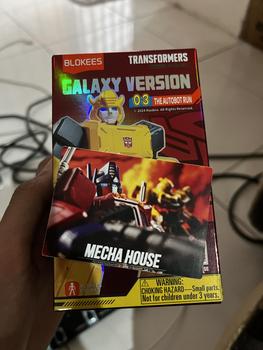 BLOKEES
TRANSFORMERS
GALAXY VERSION
03 THE AUTOBOT RUN
MECHA HOUSE
WARNING:
CHOKING HAZARD—Small parts.
Not for children under 3 years.